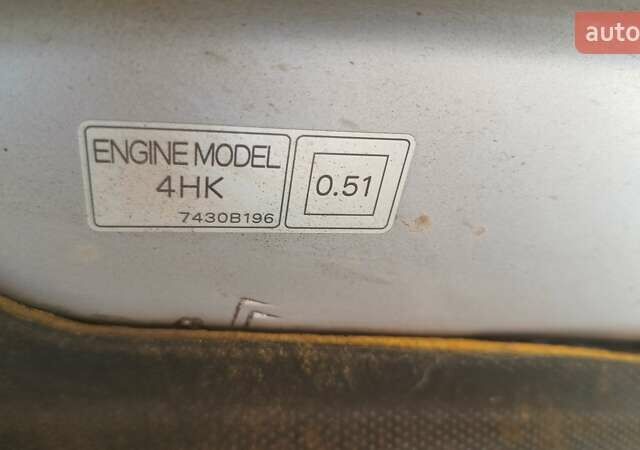 auto
ENGINE MODEL
4HK
7430B196
0.51